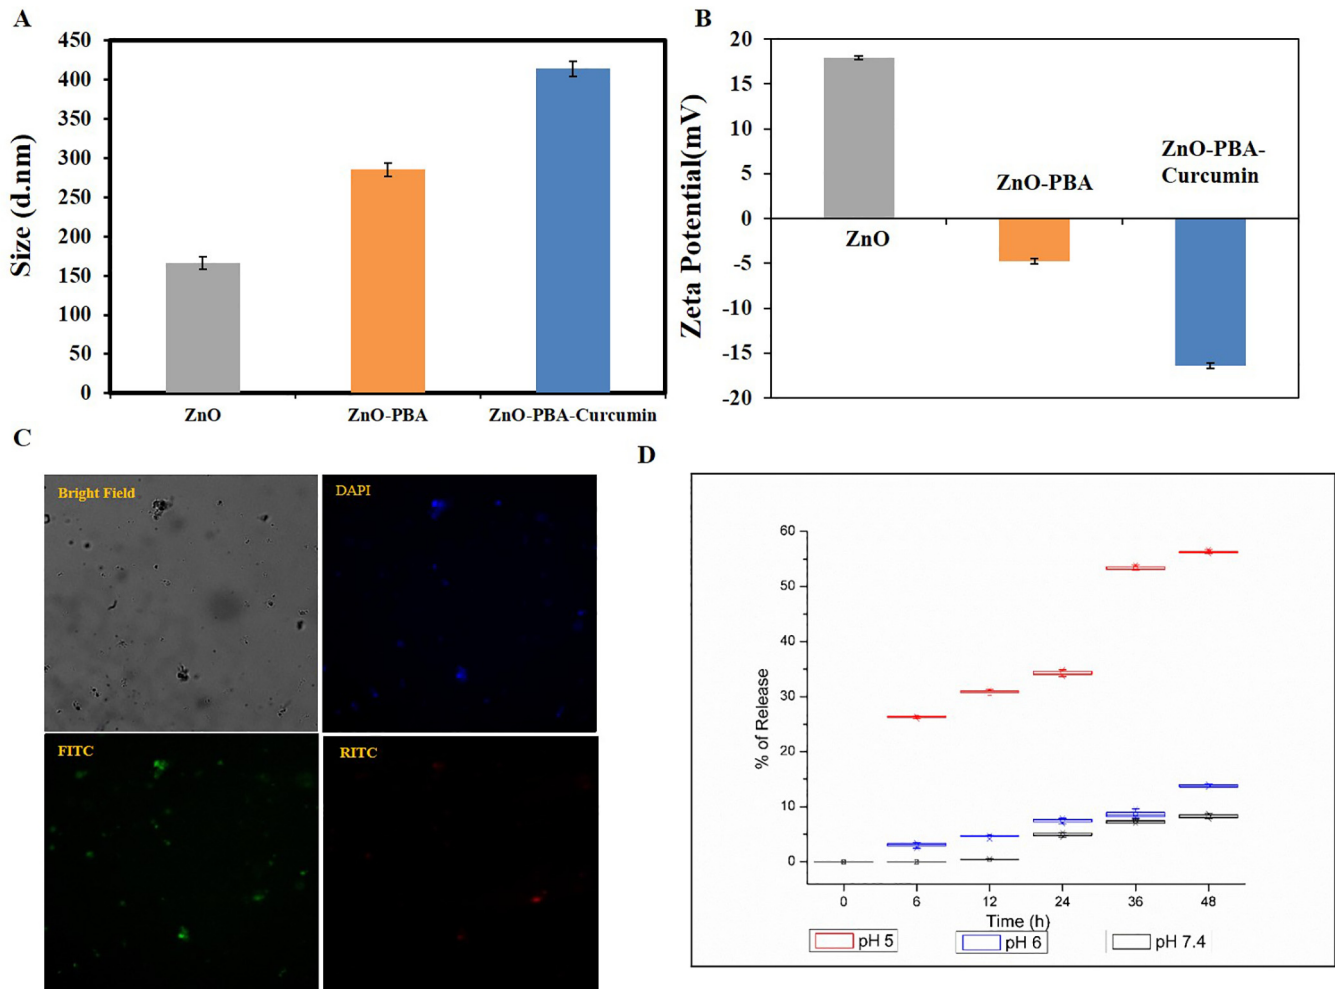 A
450
400
350
300
250
200
150
100
50
0
Size (d.nm)
ZnO
ZnO-PBA
ZnO-PBA-Curcumin
B
20
15
10
5
0
-5
-10
-15
-20
Zeta Potential(mV)
ZnO
ZnO-PBA
ZnO-PBA-
Curcumin
C
Bright Field
DAPI
FITC
RITC
D
60
50
40
30
20
10
0
% of Release
0 6 12 24 36 48
Time (h)
pH 5
pH 6
pH 7.4